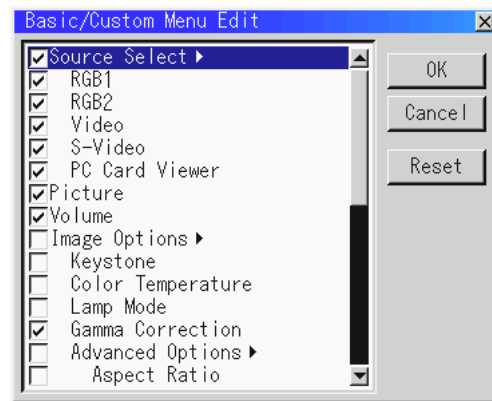 Basic/Custom Menu Edit
Source Select
RGB1
RGB2
Video
S-Video
PC Card Viewer
Picture
Volume
Image Options
Keystone
Color Temperature
Lamp Mode
Gamma Correction
Advanced Options
Aspect Ratio
OK
Cancel
Reset